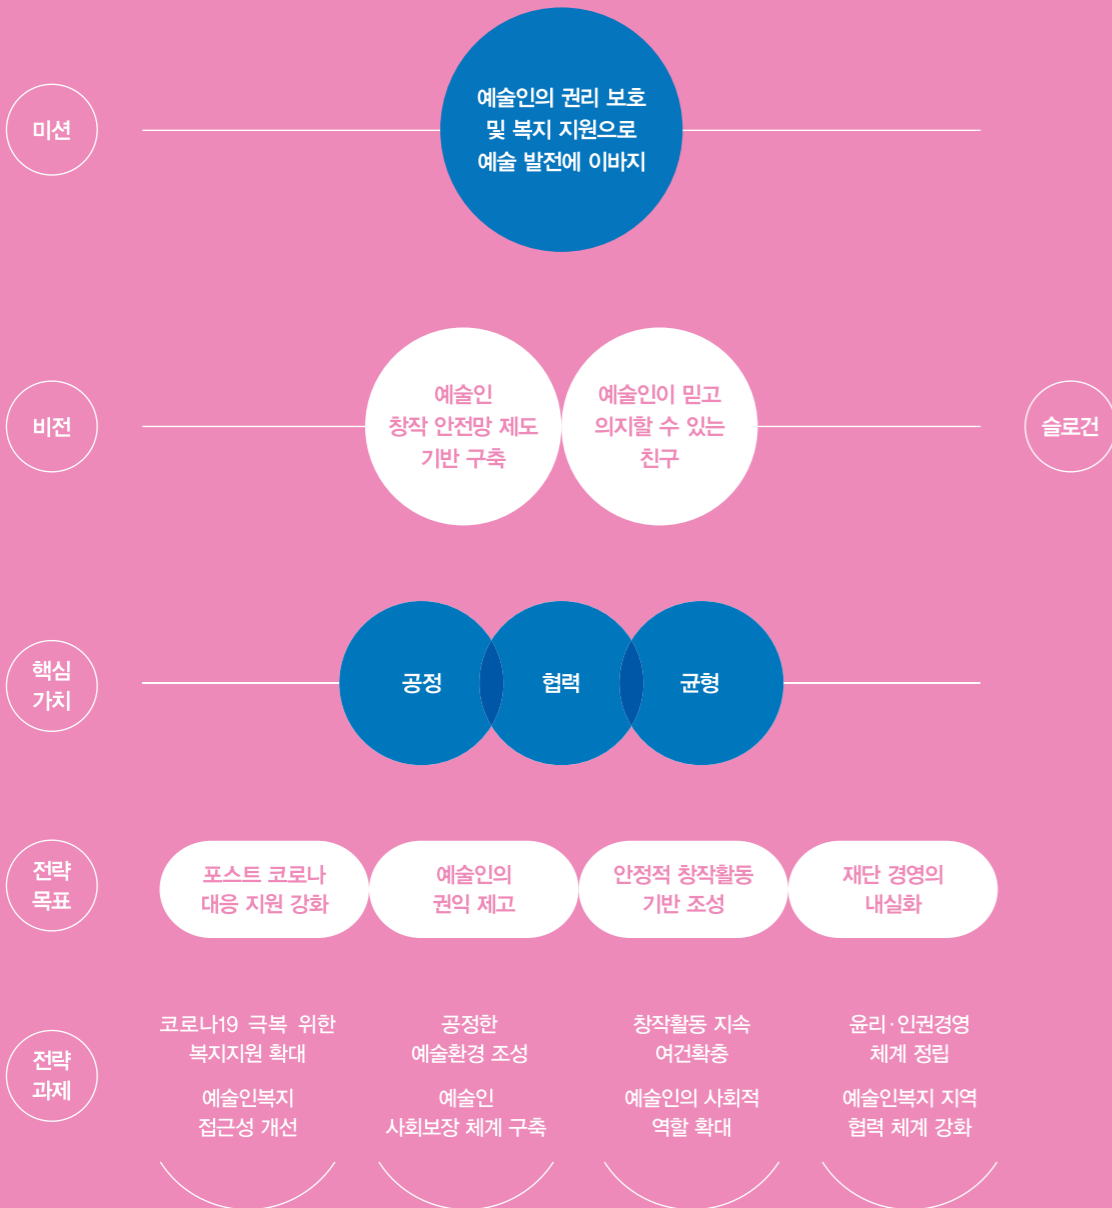 미션
예술인의 권리 보호
및 복지 지원으로
예술 발전에 이바지
비전
예술인
창작 안전망 제도
기반 구축
예술인이 믿고
의지할 수 있는
친구
슬로건
핵심
가치
공정
협력
균형
전략
목표
포스트 코로나
대응 지원 강화
예술인의
권익 제고
안정적 창작활동
기반 조성
재단 경영의
내실화
전략
과제
코로나19 극복 위한
복지지원 확대
예술인복지
접근성 개선
공정한
예술환경 조성
예술인
사회보장 체계 구축
창작활동 지속
여건확충
예술인의 사회적
역할 확대
윤리·인권경영
체계 정립
예술인복지 지역
협력 체계 강화